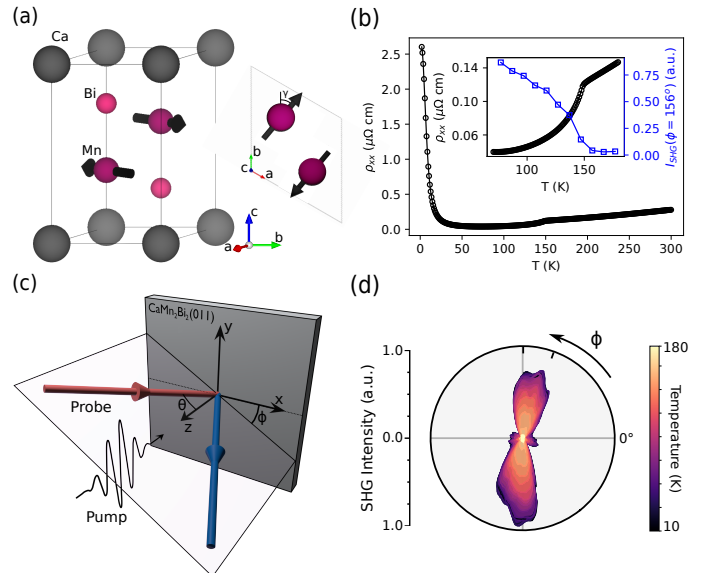 (a)
Ca
Bi
Mn
γ
b
c
a
c
a
b
(b)
ρxx (μΩ cm)
2.5
2.0
1.5
1.0
0.5
0.0
0 50 100 150 200 250 300
T (K)
ρxx (μΩ cm)
0.14
0.10
0.06
100 150
T (K)
0.75
0.50
0.25
0.00
ISHG(ϕ = 156°) (a.u.)
(c)
CaMn2Bi2(011)
y
x
z
θ
ϕ
Probe
Pump
(d)
ϕ
SHG Intensity (a.u.)
1.0
0.0
1.0
0°
180
Temperature (K)
10